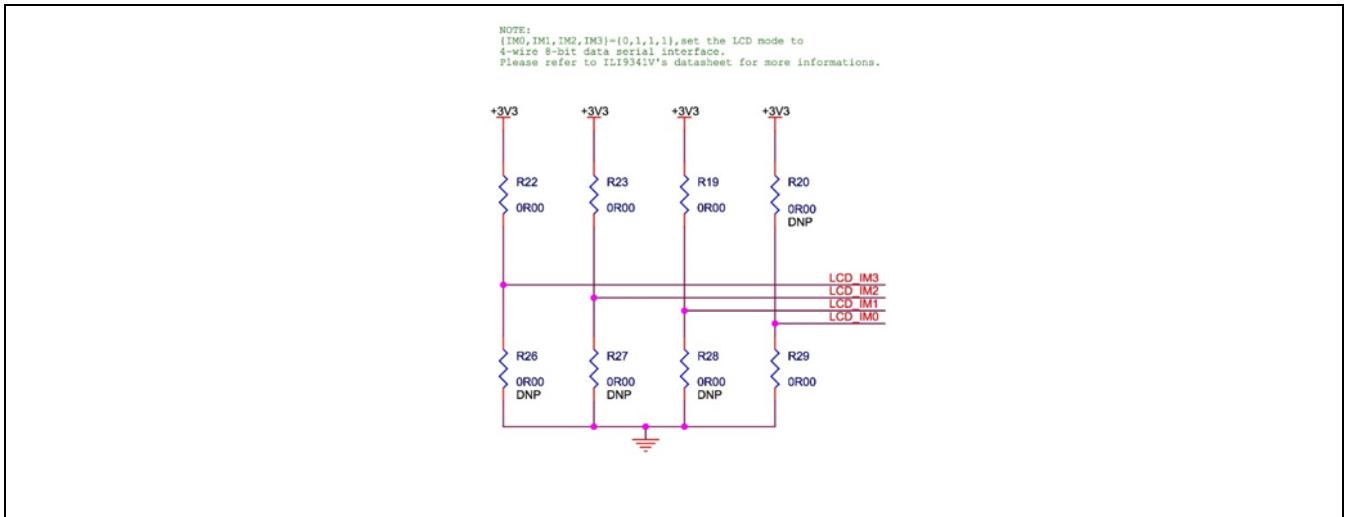 NOTE:
{IM0,IM1,IM2,IM3}={0,1,1,1},set the LCD mode to
4-wire 8-bit data serial interface.
Please refer to ILI9341V's datasheet for more informations.
+3V3 +3V3 +3V3 +3V3
R22 R23 R19 R20
0R00 0R00 0R00 0R00
DNP
LCD_IM3
LCD_IM2
LCD_IM1
LCD_IM0
R26 R27 R28 R29
0R00 0R00 0R00 0R00
DNP DNP DNP